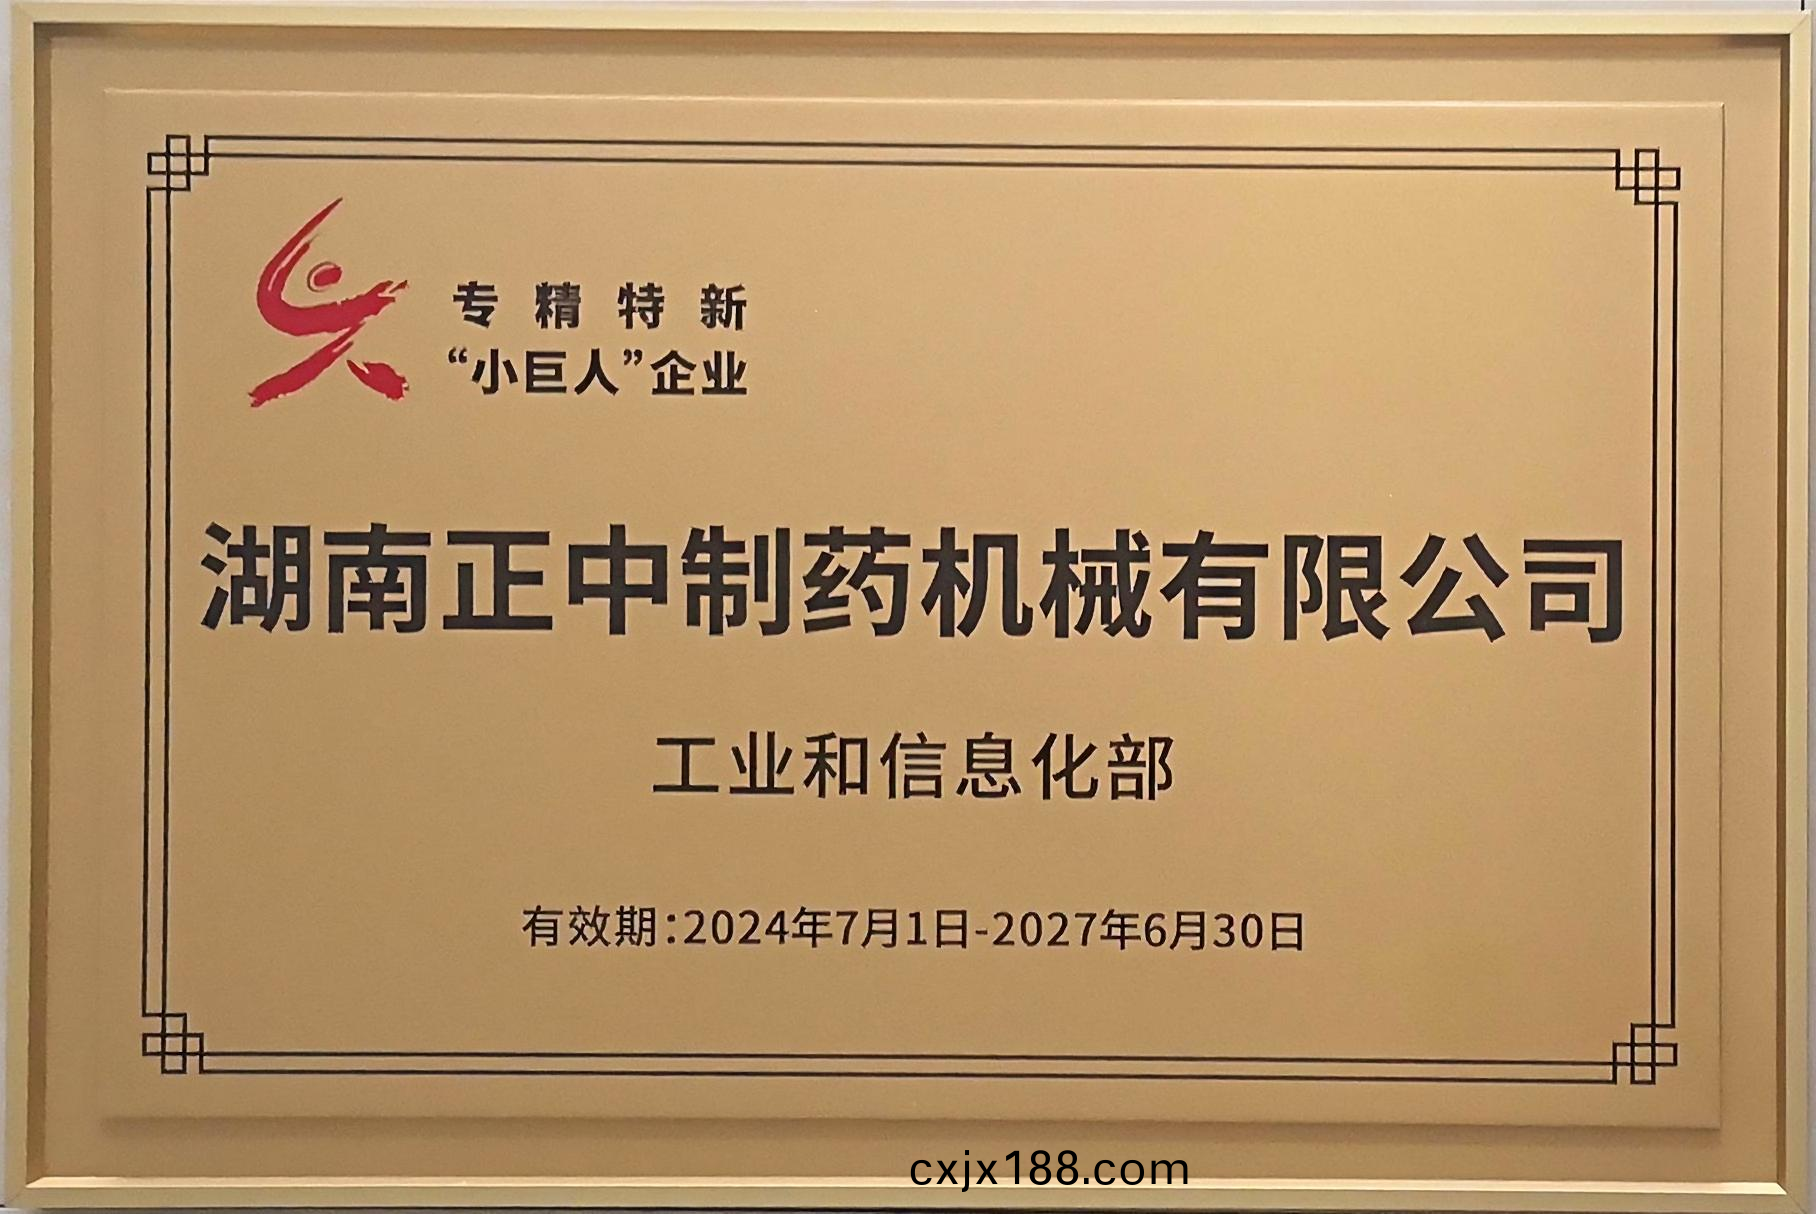 专精特新
“小巨人”企业
湖南正中制药机械有限公司
工业和信息化部
有效期:2024年7月1日-2027年6月30日
cxjx188.com